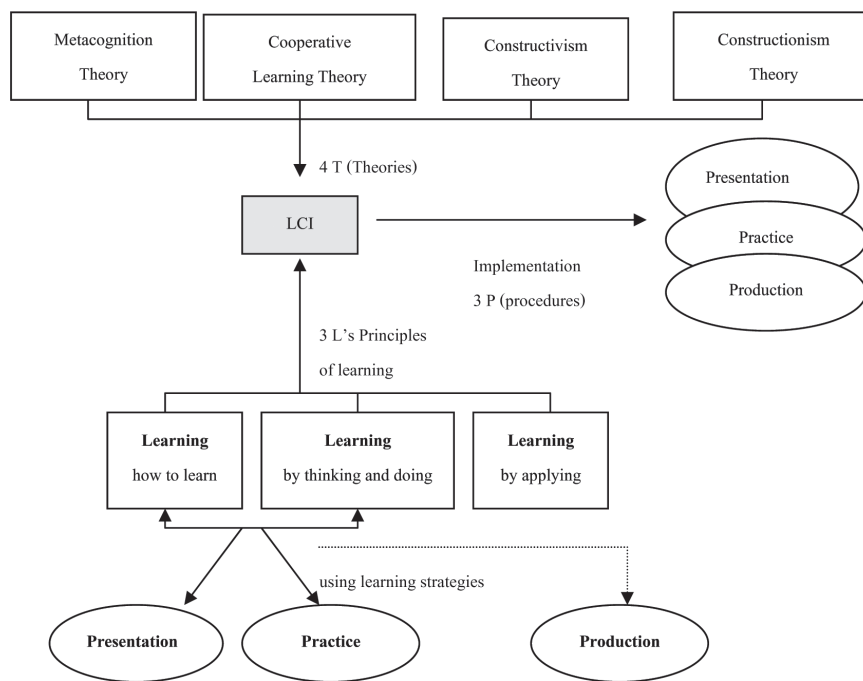 Metacognition
Theory
Cooperative
Learning Theory
Constructivism
Theory
Constructionism
Theory
4 T (Theories)
LCI
Presentation
Practice
Production
Implementation
3 P (procedures)
3 L's Principles
of learning
Learning
how to learn
Learning
by thinking and doing
Learning
by applying
using learning strategies
Presentation
Practice
Production